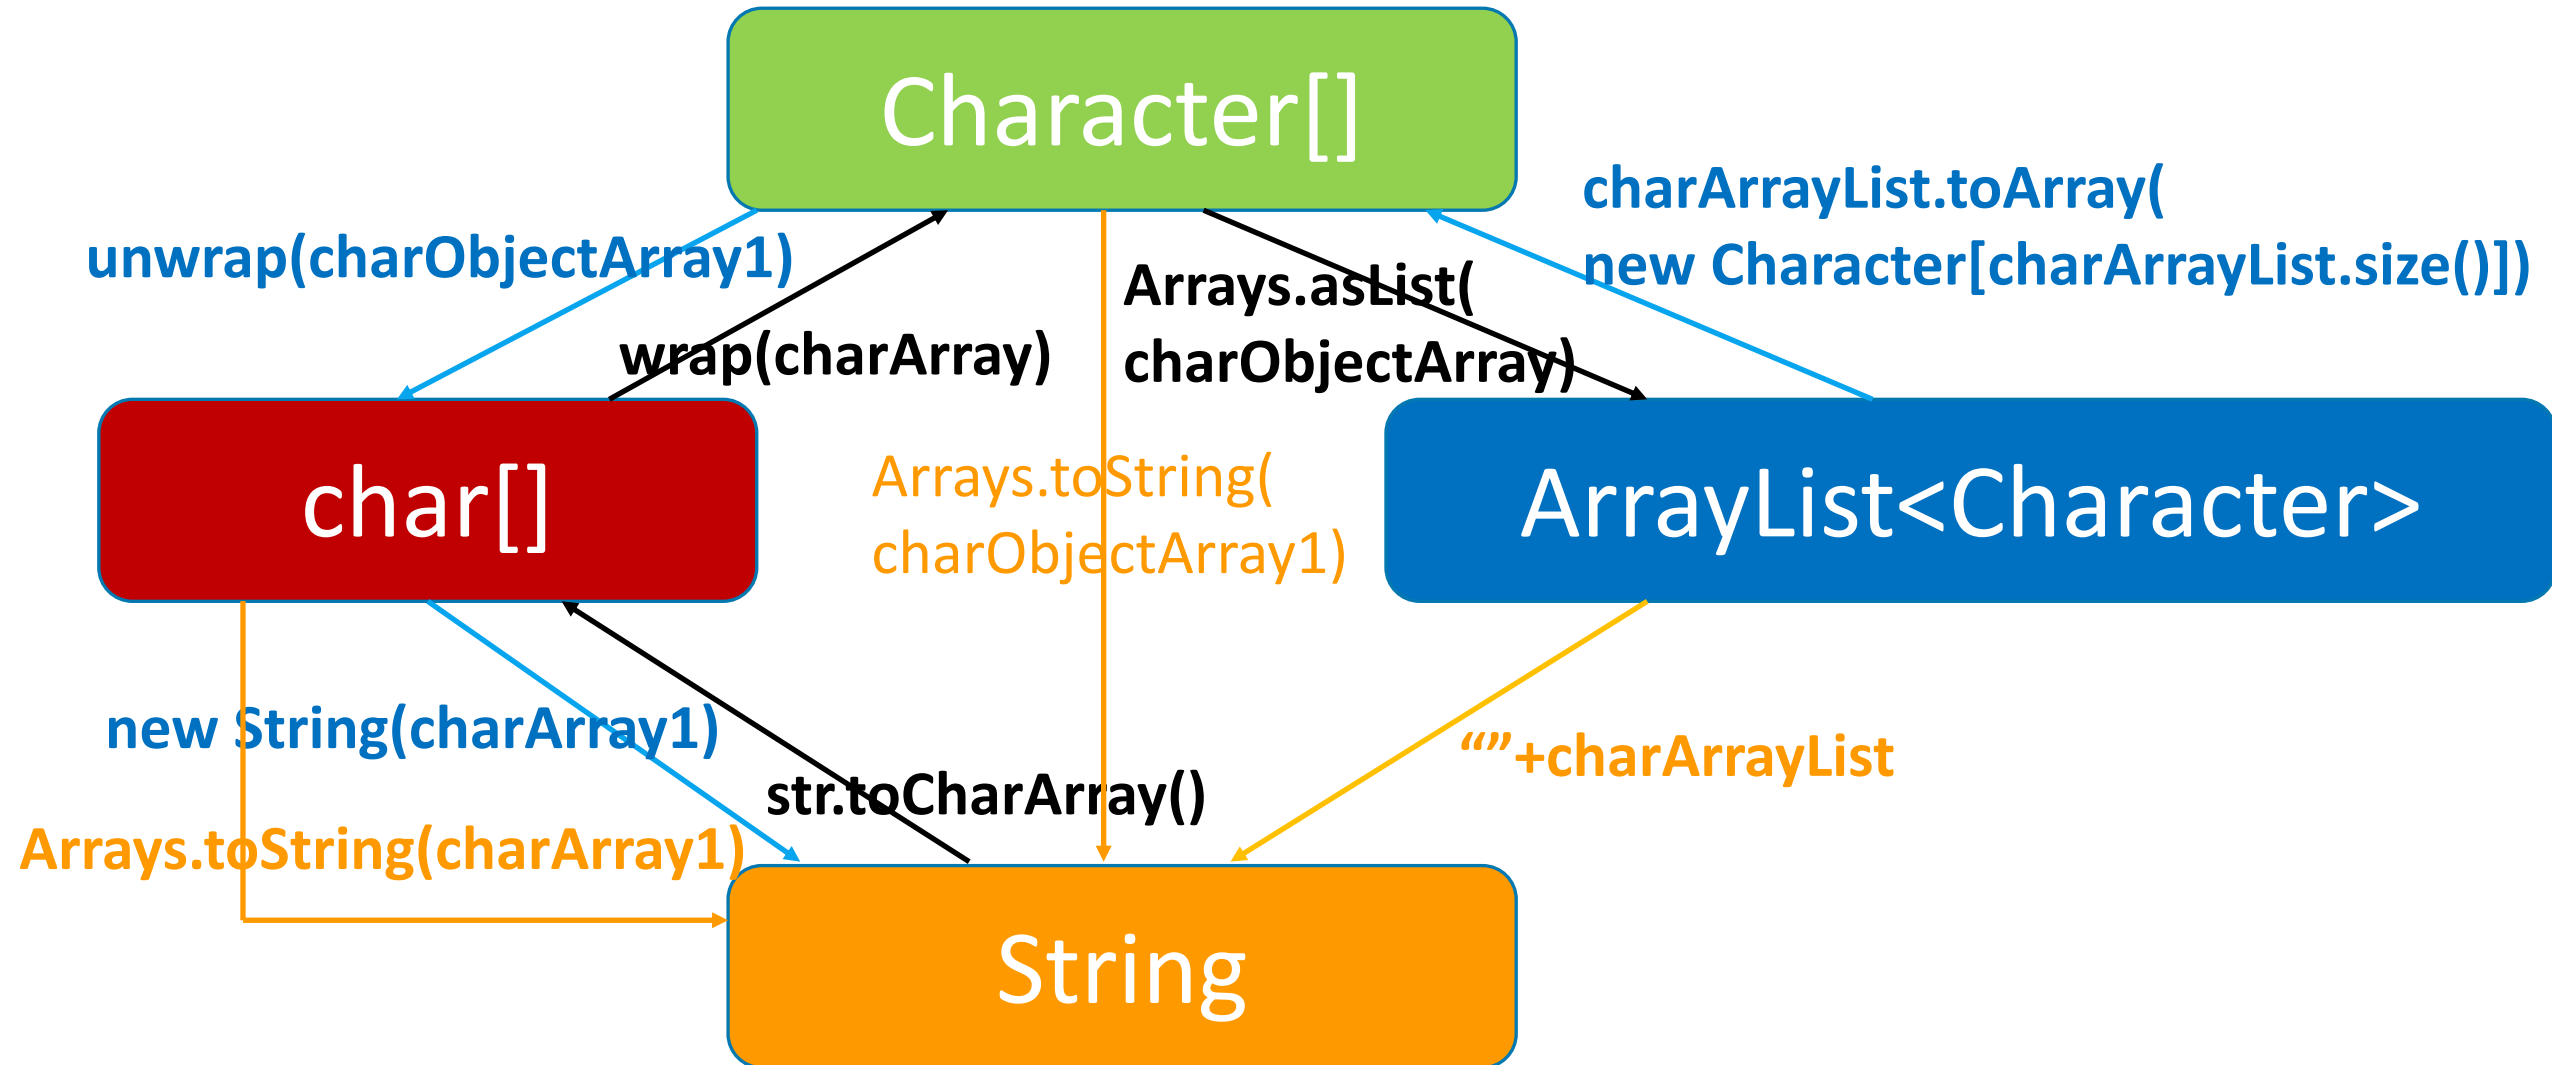 Character[]
charArrayList.toArray(
new Character[charArrayList.size()])
unwrap(charObjectArray1)
Arrays.asList(
charObjectArray)
wrap(charArray)
char[]
Arrays.toString(
charObjectArray1)
ArrayList<Character>
new String(charArray1)
str.toCharArray()
“”+charArrayList
Arrays.toString(charArray1)
String